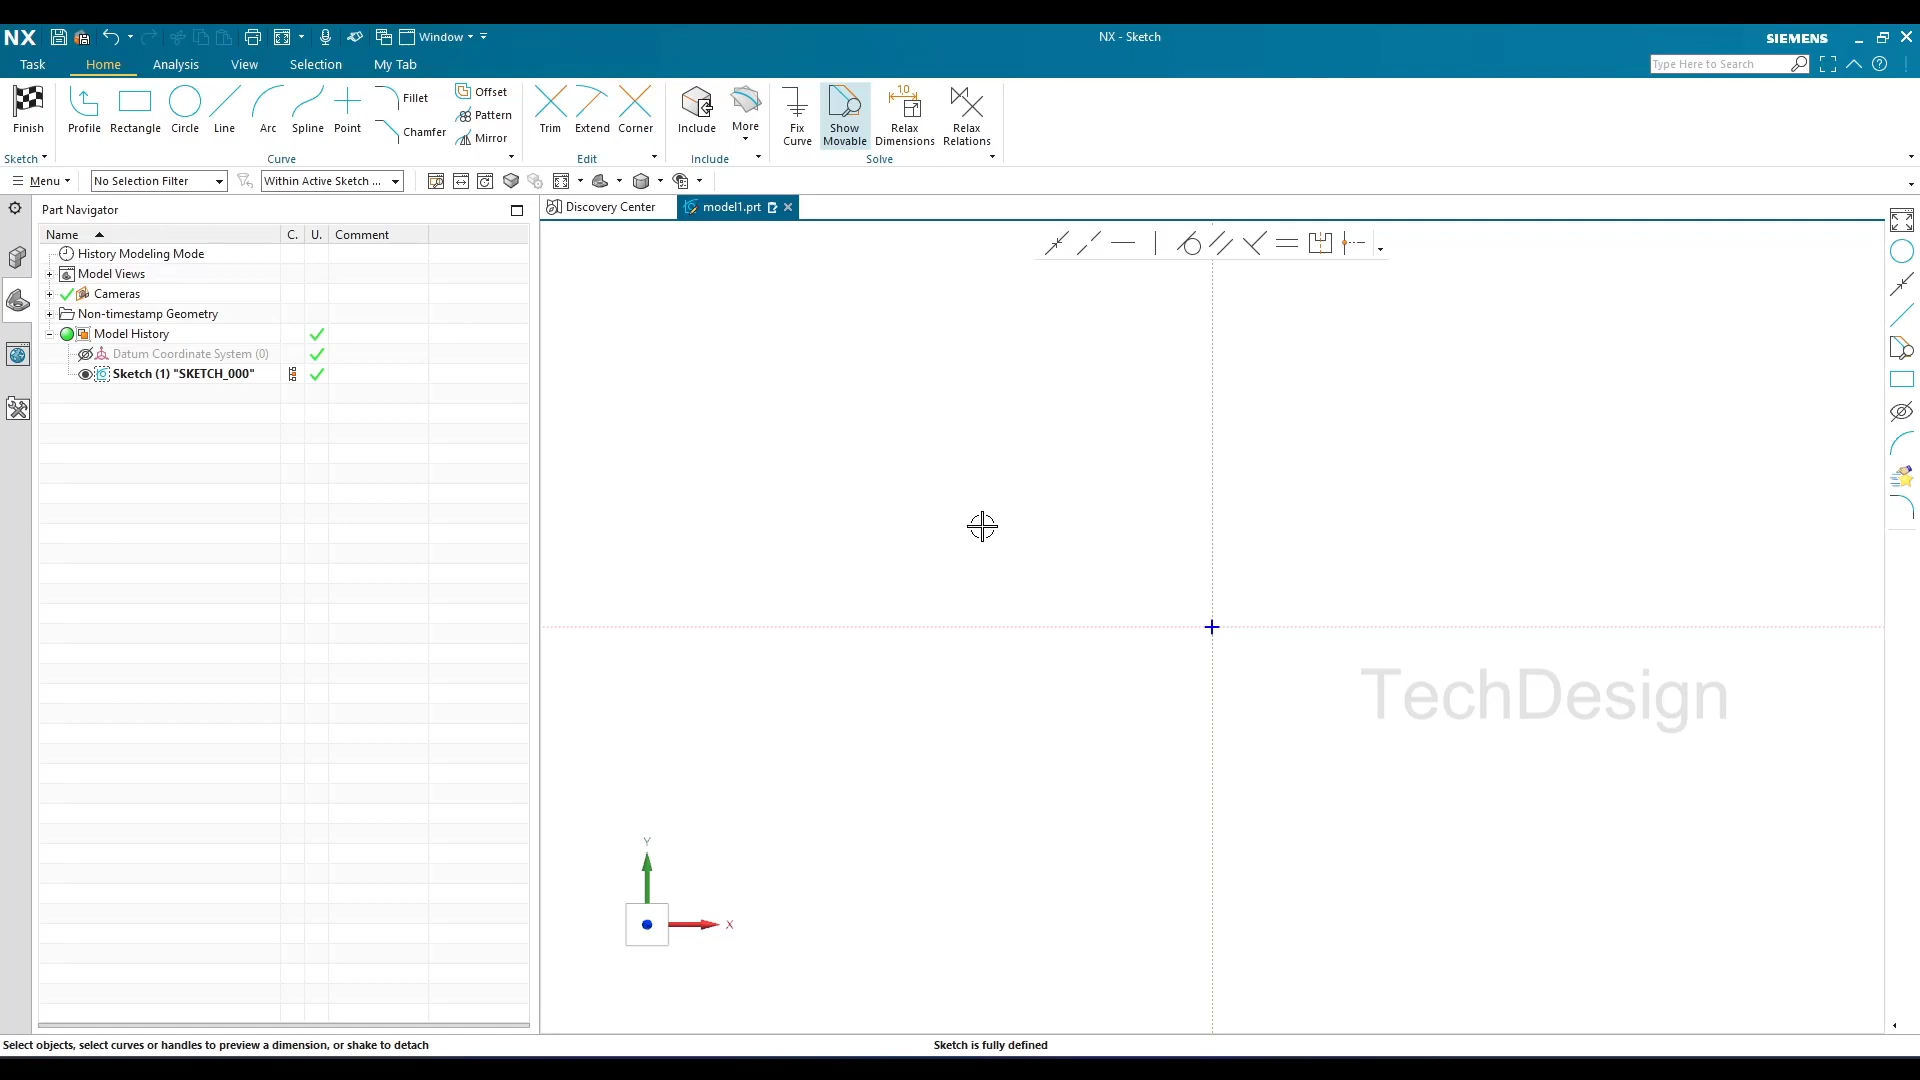 NX
Window
NX - Sketch
SIEMENS
Task
Home
Analysis
View
Selection
My Tab
Type Here to Search
Finish
Profile
Rectangle
Circle
Line
Arc
Spline
Point
Fillet
Chamfer
Offset
Pattern
Mirror
Trim
Extend
Corner
Include
More
Fix Curve
Show Movable
1,0
Relax Dimensions
Relax Relations
Sketch
Curve
Edit
Include
Solve
Menu
No Selection Filter
Within Active Sketch ...
Part Navigator
Discovery Center
model1.prt
Name
C.
U.
Comment
History Modeling Mode
Model Views
Cameras
Non-timestamp Geometry
Model History
Datum Coordinate System (0)
Sketch (1) "SKETCH_000"
TechDesign
Y
X
Select objects, select curves or handles to preview a dimension, or shake to detach
Sketch is fully defined